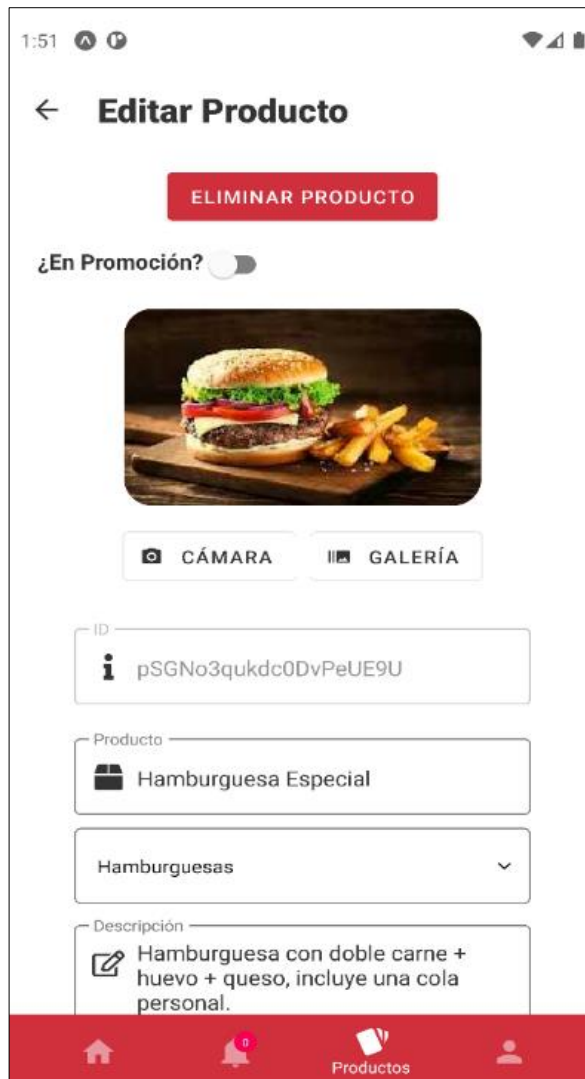 1:51
Editar Producto
ELIMINAR PRODUCTO
¿En Promoción?
CÁMARA
GALERÍA
ID
pSGNo3qukdc0DvPeUE9U
Producto
Hamburguesa Especial
Hamburguesas
Descripción
Hamburguesa con doble carne +
huevo + queso, incluye una cola
personal.
0
Productos